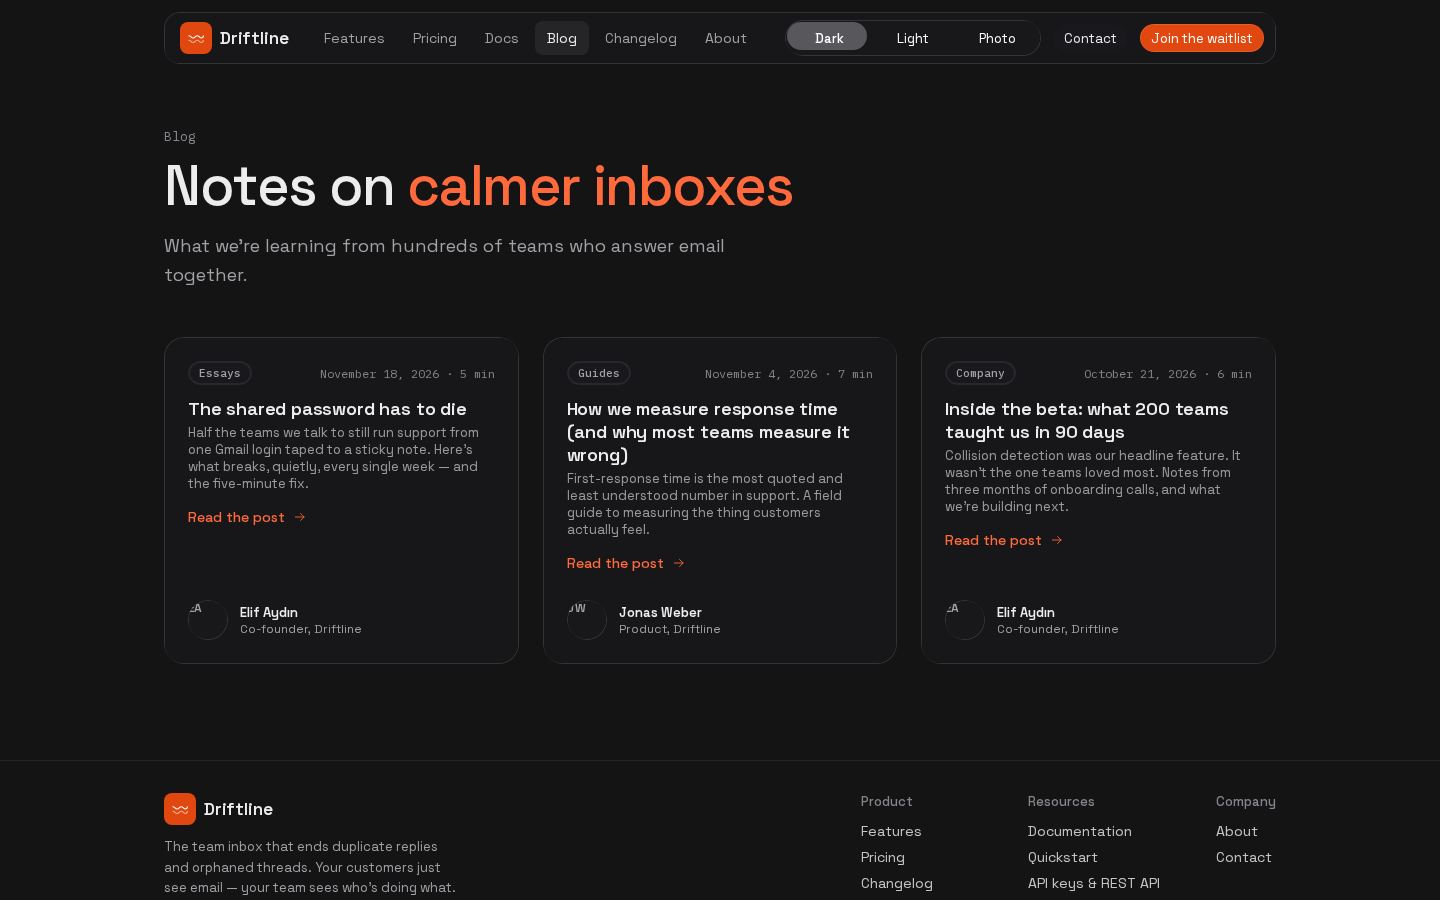 Driftline
Features
Pricing
Docs
Blog
Changelog
About
Dark
Light
Photo
Contact
Join the waitlist
Blog
Notes on calmer inboxes
What we’re learning from hundreds of teams who answer email
together.
Essays
November 18, 2026 · 5 min
The shared password has to die
Half the teams we talk to still run support from
one Gmail login taped to a sticky note. Here’s
what breaks, quietly, every single week — and
the five-minute fix.
Read the post →
Elif Aydın
Co-founder, Driftline
Guides
November 4, 2026 · 7 min
How we measure response time
(and why most teams measure it
wrong)
First-response time is the most quoted and
least understood number in support. A field
guide to measuring the thing customers
actually feel.
Read the post →
Jonas Weber
Product, Driftline
Company
October 21, 2026 · 6 min
Inside the beta: what 200 teams
taught us in 90 days
Collision detection was our headline feature. It
wasn’t the one teams loved most. Notes from
three months of onboarding calls, and what
we’re building next.
Read the post →
Elif Aydın
Co-founder, Driftline
Driftline
The team inbox that ends duplicate replies
and orphaned threads. Your customers just
see email — your team sees who’s doing what.
Product
Features
Pricing
Changelog
Resources
Documentation
Quickstart
API keys & REST API
Company
About
Contact